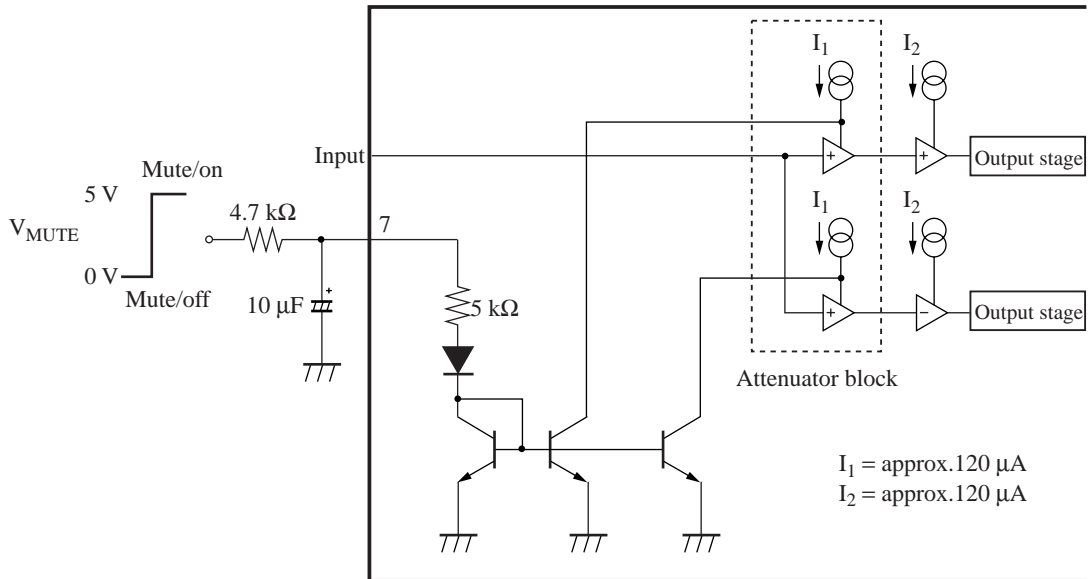 I1
I2
Input
+
+
Output stage
Mute/on
5 V
4.7 kΩ
7
VMUTE
I1
I2
0 V
Mute/off
10 μF
+
5 kΩ
+
−
Output stage
Attenuator block
I1 = approx.120 μA
I2 = approx.120 μA